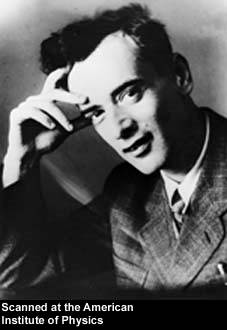 Scanned at the American
Institute of Physics